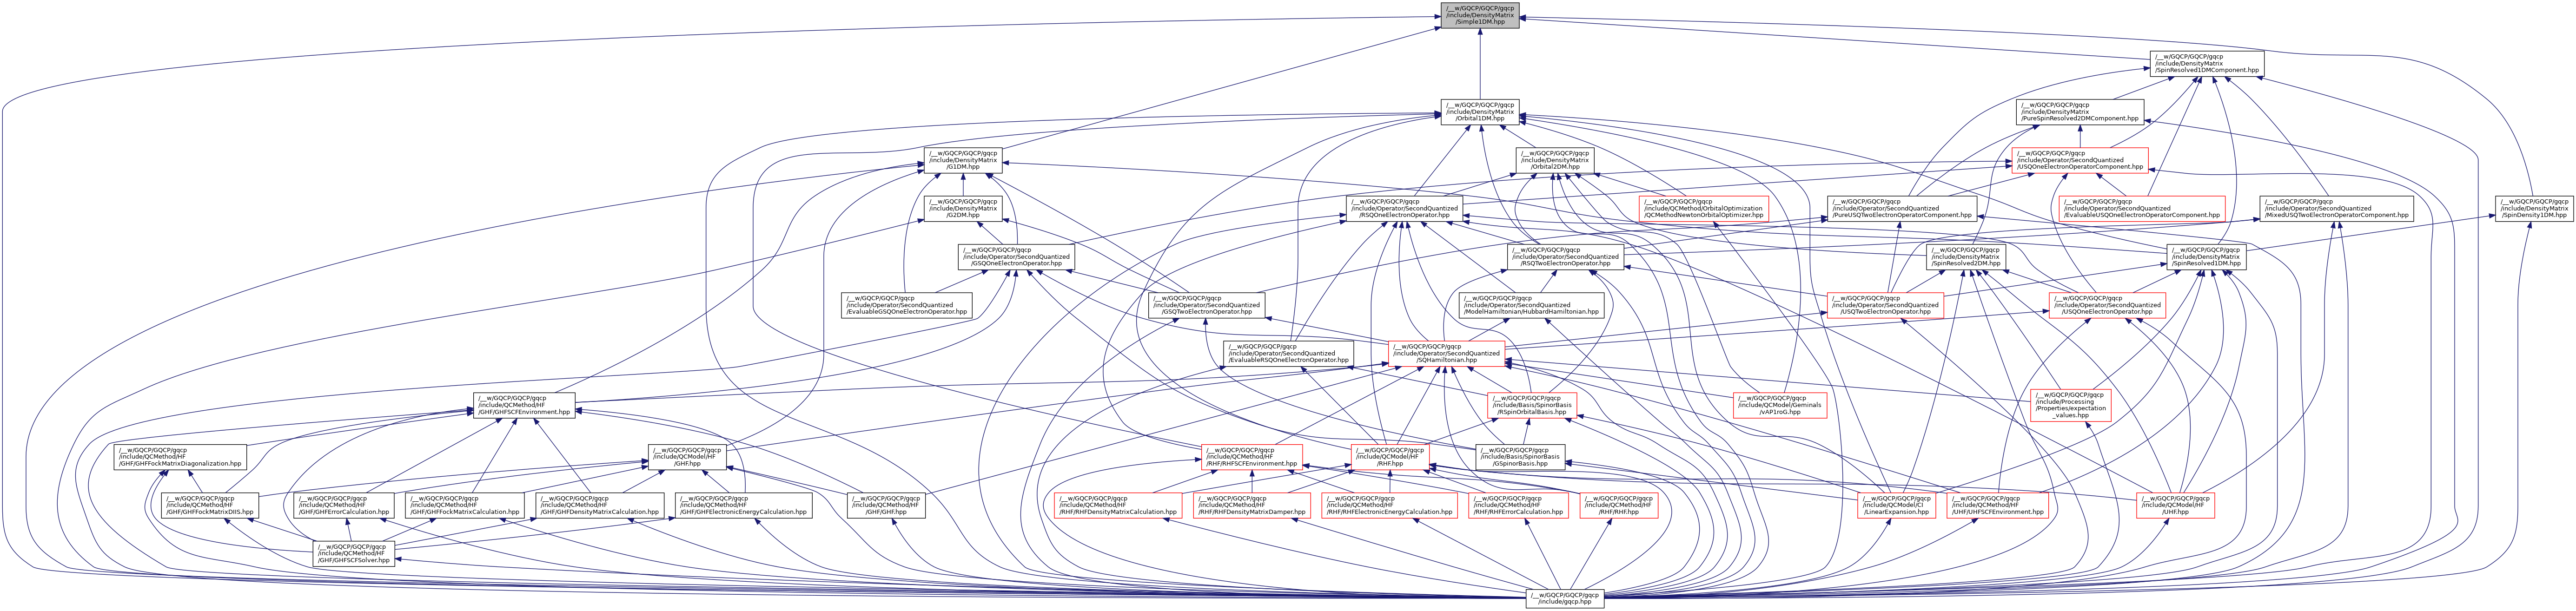 /__w/GQCP/GQCP/gqcp
/include/DensityMatrix
/Simple1DM.hpp
/__w/GQCP/GQCP/gqcp
/include/DensityMatrix
/SpinResolved1DMComponent.hpp
/__w/GQCP/GQCP/gqcp
/include/DensityMatrix
/Orbital1DM.hpp
/__w/GQCP/GQCP/gqcp
/include/DensityMatrix
/PureSpinResolved2DMComponent.hpp
/__w/GQCP/GQCP/gqcp
/include/DensityMatrix
/G1DM.hpp
/__w/GQCP/GQCP/gqcp
/include/DensityMatrix
/Orbital2DM.hpp
/__w/GQCP/GQCP/gqcp
/include/Operator/SecondQuantized
/USQOneElectronOperatorComponent.hpp
/__w/GQCP/GQCP/gqcp
/include/DensityMatrix
/G2DM.hpp
/__w/GQCP/GQCP/gqcp
/include/Operator/SecondQuantized
/RSQOneElectronOperator.hpp
/__w/GQCP/GQCP/gqcp
/include/QCMethod/OrbitalOptimization
/QCMethodNewtonOrbitalOptimizer.hpp
/__w/GQCP/GQCP/gqcp
/include/Operator/SecondQuantized
/PureUSQTwoElectronOperatorComponent.hpp
/__w/GQCP/GQCP/gqcp
/include/Operator/SecondQuantized
/EvaluableUSQOneElectronOperatorComponent.hpp
/__w/GQCP/GQCP/gqcp
/include/Operator/SecondQuantized
/MixedUSQTwoElectronOperatorComponent.hpp
/__w/GQCP/GQCP/gqcp
/include/DensityMatrix
/SpinDensity1DM.hpp
/__w/GQCP/GQCP/gqcp
/include/Operator/SecondQuantized
/GSQOneElectronOperator.hpp
/__w/GQCP/GQCP/gqcp
/include/Operator/SecondQuantized
/RSQTwoElectronOperator.hpp
/__w/GQCP/GQCP/gqcp
/include/DensityMatrix
/SpinResolved2DM.hpp
/__w/GQCP/GQCP/gqcp
/include/DensityMatrix
/SpinResolved1DM.hpp
/__w/GQCP/GQCP/gqcp
/include/Operator/SecondQuantized
/EvaluableGSQOneElectronOperator.hpp
/__w/GQCP/GQCP/gqcp
/include/Operator/SecondQuantized
/GSQTwoElectronOperator.hpp
/__w/GQCP/GQCP/gqcp
/include/Operator/SecondQuantized
/ModelHamiltonian/HubbardHamiltonian.hpp
/__w/GQCP/GQCP/gqcp
/include/Operator/SecondQuantized
/USQTwoElectronOperator.hpp
/__w/GQCP/GQCP/gqcp
/include/Operator/SecondQuantized
/USQOneElectronOperator.hpp
/__w/GQCP/GQCP/gqcp
/include/Operator/SecondQuantized
/EvaluableRSQOneElectronOperator.hpp
/__w/GQCP/GQCP/gqcp
/include/Operator/SecondQuantized
/SQHamiltonian.hpp
/__w/GQCP/GQCP/gqcp
/include/QCMethod/HF
/GHF/GHFSCFEnvironment.hpp
/__w/GQCP/GQCP/gqcp
/include/Basis/SpinorBasis
/RSpinOrbitalBasis.hpp
/__w/GQCP/GQCP/gqcp
/include/QCModel/Geminals
/vAP1roG.hpp
/__w/GQCP/GQCP/gqcp
/include/Processing
/Properties/expectation
_values.hpp
/__w/GQCP/GQCP/gqcp
/include/QCMethod/HF
/GHF/GHFFockMatrixDiagonalization.hpp
/__w/GQCP/GQCP/gqcp
/include/QCModel/HF
/GHF.hpp
/__w/GQCP/GQCP/gqcp
/include/QCMethod/HF
/RHF/RHFSCFEnvironment.hpp
/__w/GQCP/GQCP/gqcp
/include/QCModel/HF
/RHF.hpp
/__w/GQCP/GQCP/gqcp
/include/Basis/SpinorBasis
/GSpinorBasis.hpp
/__w/GQCP/GQCP/gqcp
/include/QCMethod/HF
/GHF/GHFFockMatrixDIIS.hpp
/__w/GQCP/GQCP/gqcp
/include/QCMethod/HF
/GHF/GHFErrorCalculation.hpp
/__w/GQCP/GQCP/gqcp
/include/QCMethod/HF
/GHF/GHFFockMatrixCalculation.hpp
/__w/GQCP/GQCP/gqcp
/include/QCMethod/HF
/GHF/GHFDensityMatrixCalculation.hpp
/__w/GQCP/GQCP/gqcp
/include/QCMethod/HF
/GHF/GHFElectronicEnergyCalculation.hpp
/__w/GQCP/GQCP/gqcp
/include/QCMethod/HF
/GHF/GHF.hpp
/__w/GQCP/GQCP/gqcp
/include/QCMethod/HF
/RHF/RHFDensityMatrixCalculation.hpp
/__w/GQCP/GQCP/gqcp
/include/QCMethod/HF
/RHF/RHFDensityMatrixDamper.hpp
/__w/GQCP/GQCP/gqcp
/include/QCMethod/HF
/RHF/RHFElectronicEnergyCalculation.hpp
/__w/GQCP/GQCP/gqcp
/include/QCMethod/HF
/RHF/RHFErrorCalculation.hpp
/__w/GQCP/GQCP/gqcp
/include/QCMethod/HF
/RHF/RHF.hpp
/__w/GQCP/GQCP/gqcp
/include/QCModel/CI
/LinearExpansion.hpp
/__w/GQCP/GQCP/gqcp
/include/QCMethod/HF
/UHF/UHFSCFEnvironment.hpp
/__w/GQCP/GQCP/gqcp
/include/QCModel/HF
/UHF.hpp
/__w/GQCP/GQCP/gqcp
/include/QCMethod/HF
/GHF/GHFSCFSolver.hpp
/__w/GQCP/GQCP/gqcp
/include/gqcp.hpp